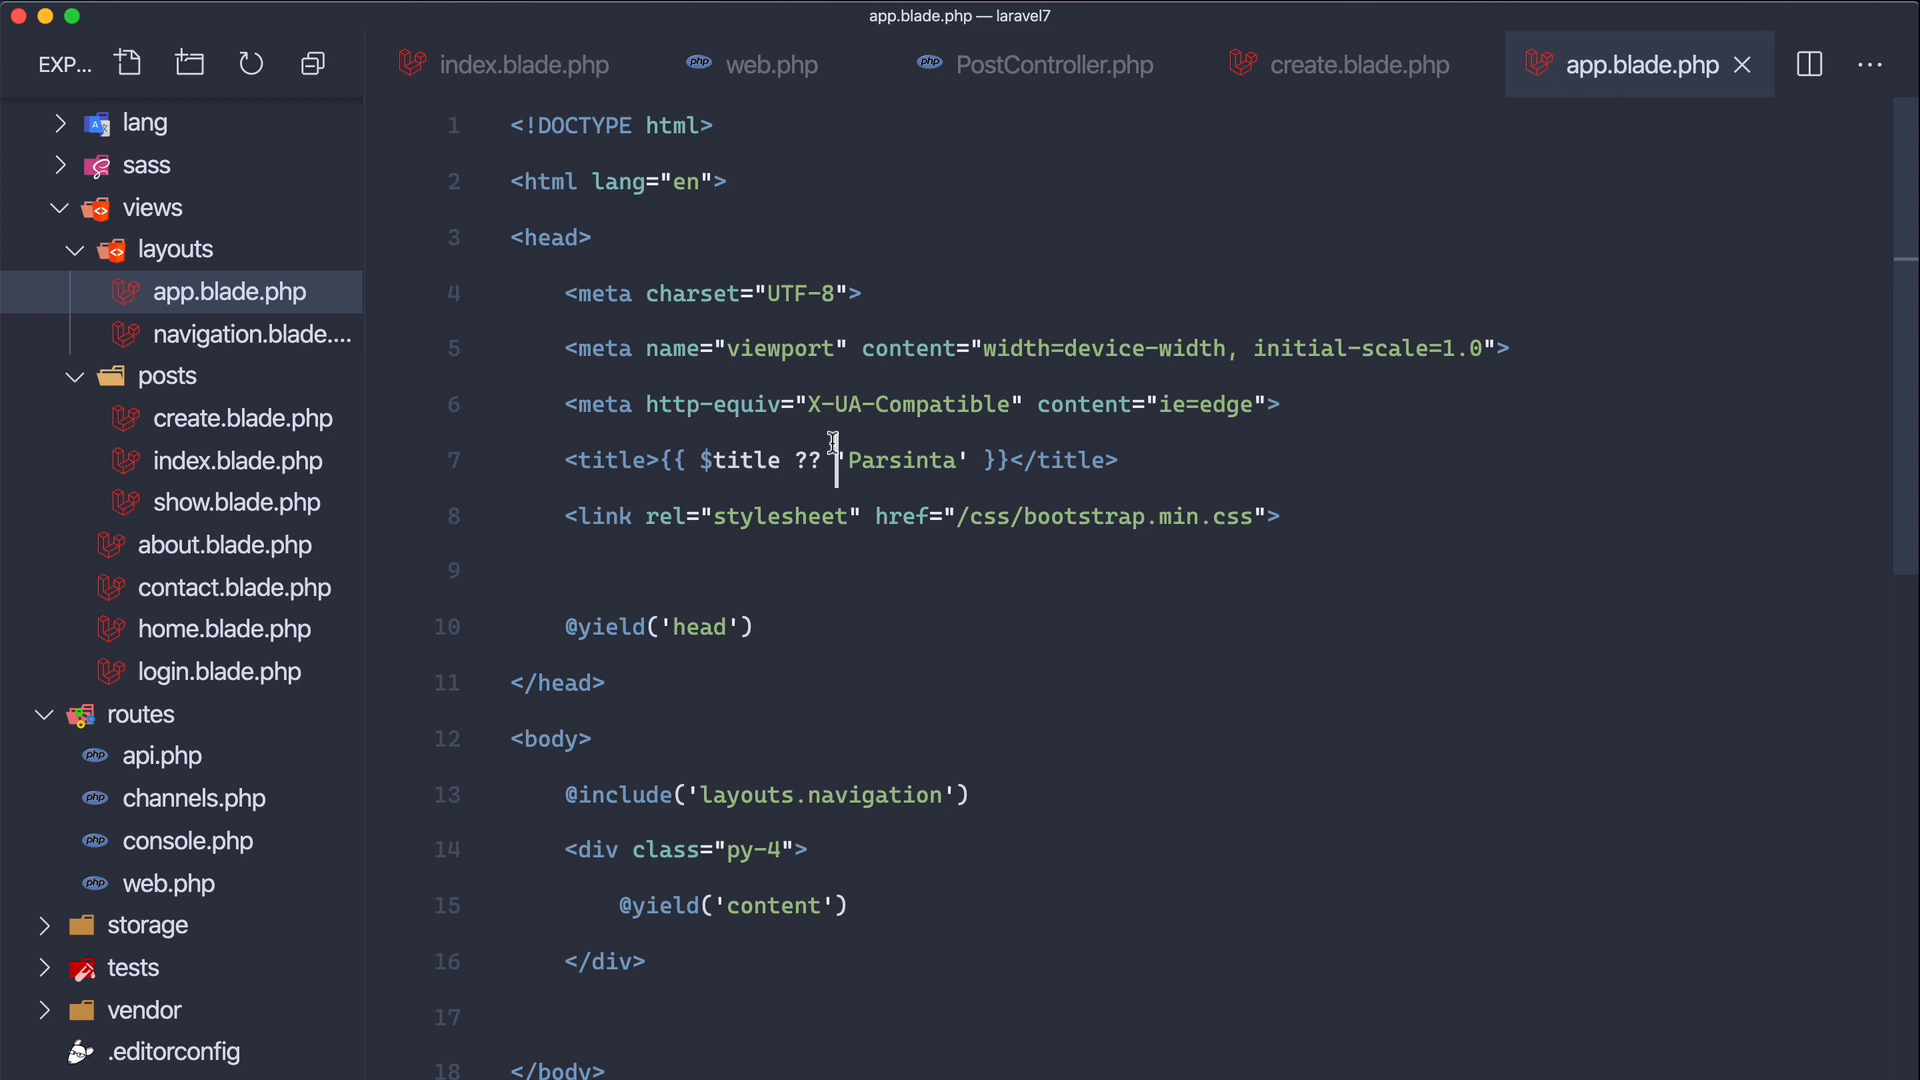 app.blade.php — laravel7
EXP...
index.blade.php
web.php
PostController.php
create.blade.php
app.blade.php
lang
sass
views
layouts
app.blade.php
navigation.blade....
posts
create.blade.php
index.blade.php
show.blade.php
about.blade.php
contact.blade.php
home.blade.php
login.blade.php
routes
api.php
channels.php
console.php
web.php
storage
tests
vendor
.editorconfig
1 <!DOCTYPE html>
2 <html lang="en">
3 <head>
4 <meta charset="UTF-8">
5 <meta name="viewport" content="width=device-width, initial-scale=1.0">
6 <meta http-equiv="X-UA-Compatible" content="ie=edge">
7 <title>{{ $title ?? 'Parsinta' }}</title>
8 <link rel="stylesheet" href="/css/bootstrap.min.css">
9
10 @yield('head')
11 </head>
12 <body>
13 @include('layouts.navigation')
14 <div class="py-4">
15 @yield('content')
16 </div>
17
18 </body>